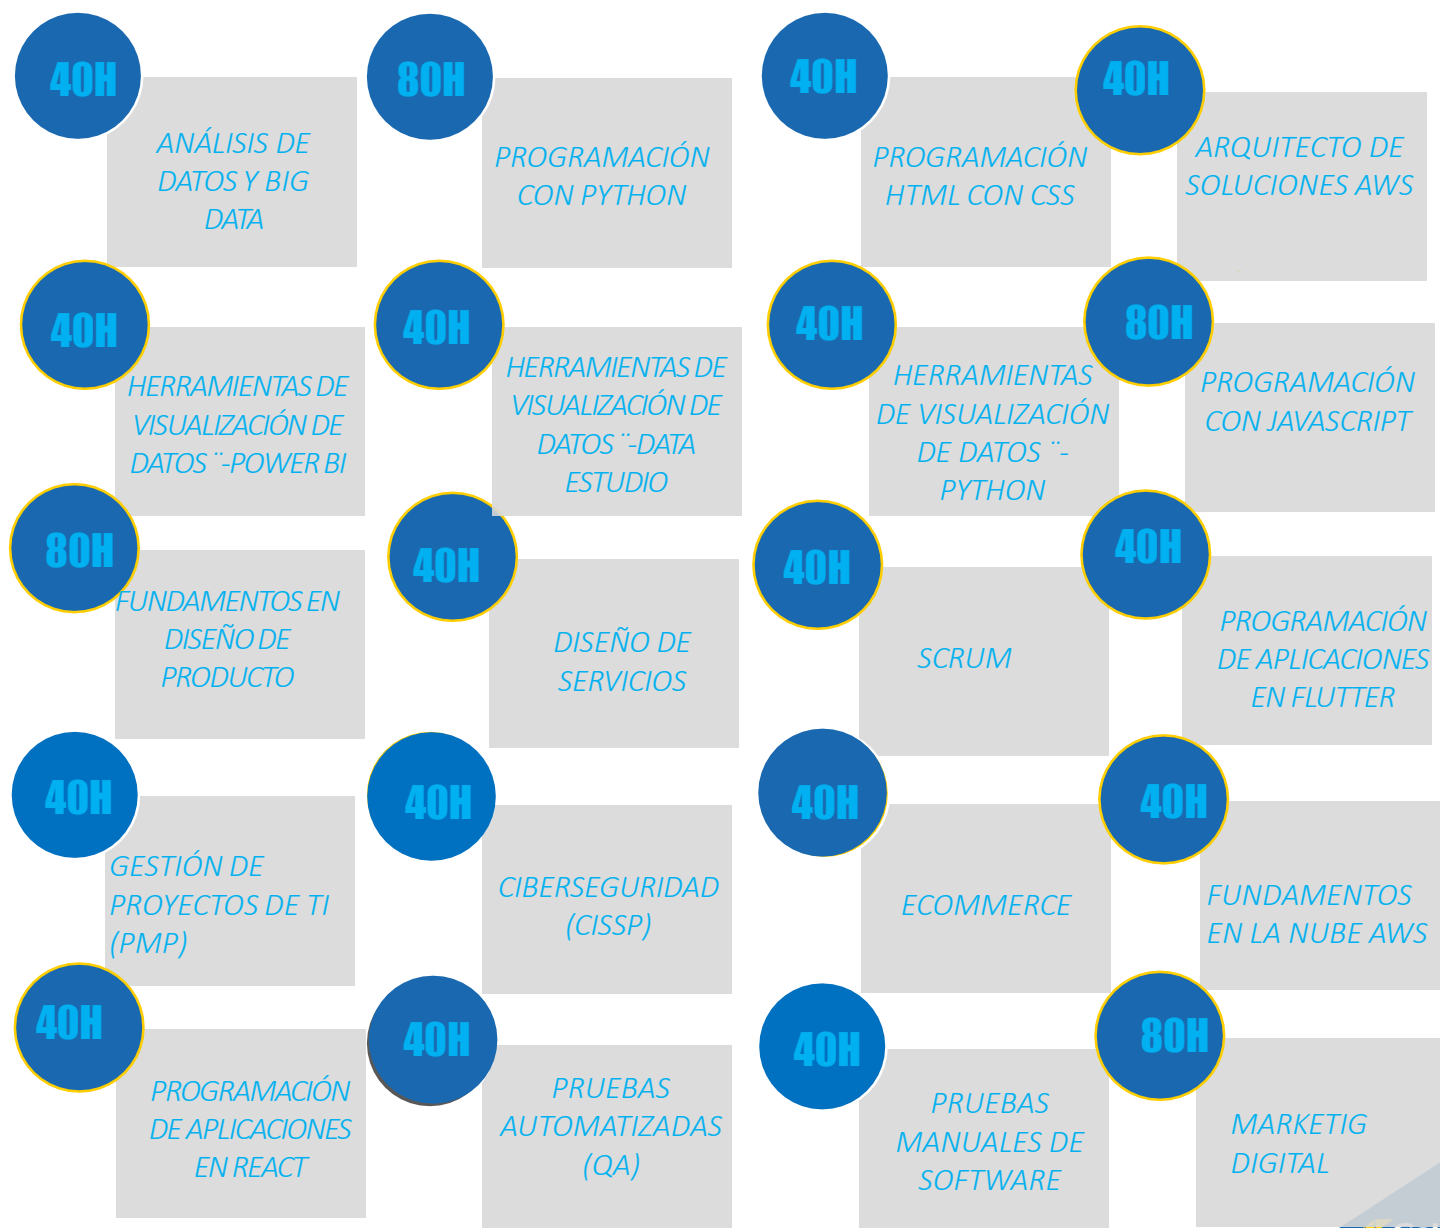 40H
ANÁLISIS DE
DATOS Y BIG
DATA
80H
PROGRAMACIÓN
CON PYTHON
40H
PROGRAMACIÓN
HTML CON CSS
40H
ARQUITECTO DE
SOLUCIONES AWS
40H
HERRAMIENTAS DE
VISUALIZACIÓN DE
DATOS ¨-POWER BI
40H
HERRAMIENTAS DE
VISUALIZACIÓN DE
DATOS ¨-DATA
ESTUDIO
40H
HERRAMIENTAS
DE VISUALIZACIÓN
DE DATOS ¨-
PYTHON
80H
PROGRAMACIÓN
CON JAVASCRIPT
80H
FUNDAMENTOS EN
DISEÑO DE
PRODUCTO
40H
DISEÑO DE
SERVICIOS
40H
SCRUM
40H
PROGRAMACIÓN
DE APLICACIONES
EN FLUTTER
40H
GESTIÓN DE
PROYECTOS DE TI
(PMP)
40H
CIBERSEGURIDAD
(CISSP)
40H
ECOMMERCE
40H
FUNDAMENTOS
EN LA NUBE AWS
40H
PROGRAMACIÓN
DE APLICACIONES
EN REACT
40H
PRUEBAS
AUTOMATIZADAS
(QA)
40H
PRUEBAS
MANUALES DE
SOFTWARE
80H
MARKETIG
DIGITAL